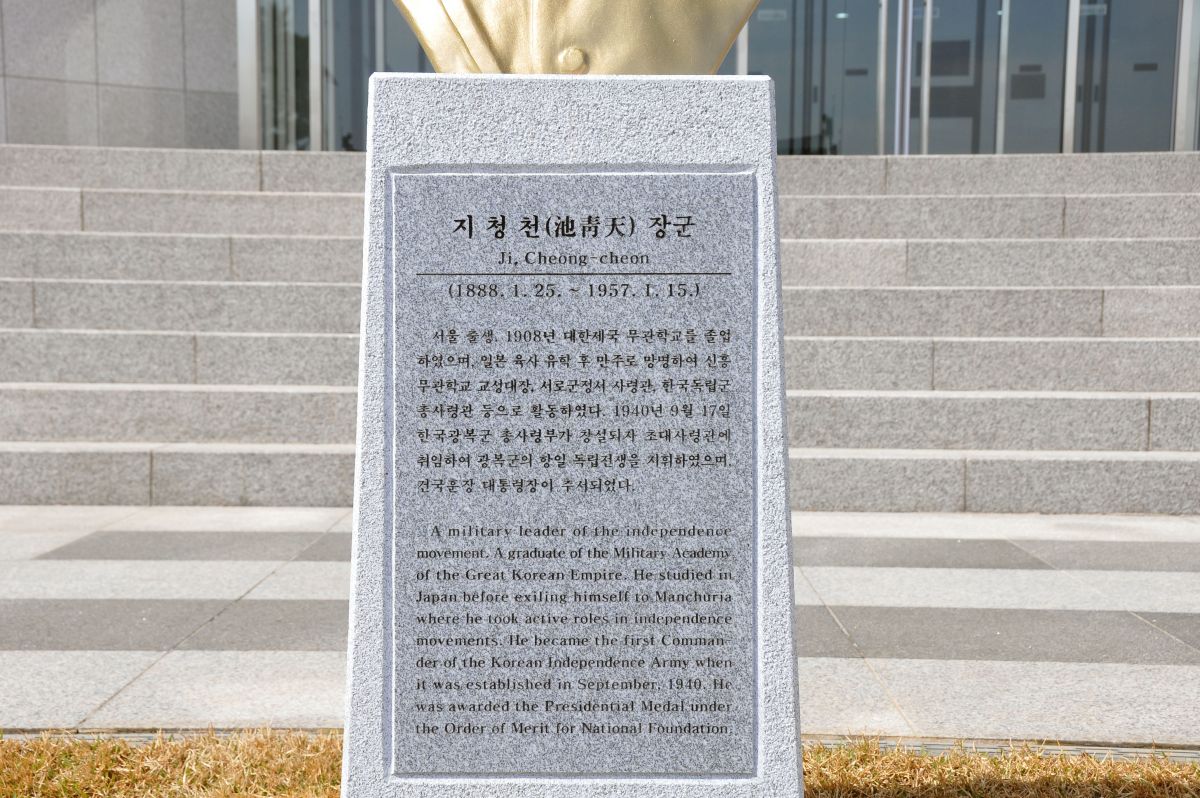 지청천(池靑天) 장군
Ji, Cheong-cheon
(1888. 1. 25. ~ 1957. 1. 15.)
서울 출생. 1908년 대한제국 무관학교를 졸업
하였으며, 일본 육사 유학 후 만주로 망명하여 신흥
무관학교 교성대장, 서로군정서 사령관, 한국독립군
총사령관 등으로 활동하였다. 1940년 9월 17일
한국광복군 총사령부가 창설되자 초대사령관에
취임하여 광복군의 항일 독립전쟁을 지휘하였으며,
건국훈장 대통령장이 추서되었다.
A military leader of the independence
movement. A graduate of the Military Academy
of the Great Korean Empire. He studied in
Japan before exiling himself to Manchuria
where he took active roles in independence
movements. He became the first Comman-
der of the Korean Independence Army when
it was established in September, 1940. He
was awarded the Presidential Medal under
the Order of Merit for National Foundation.